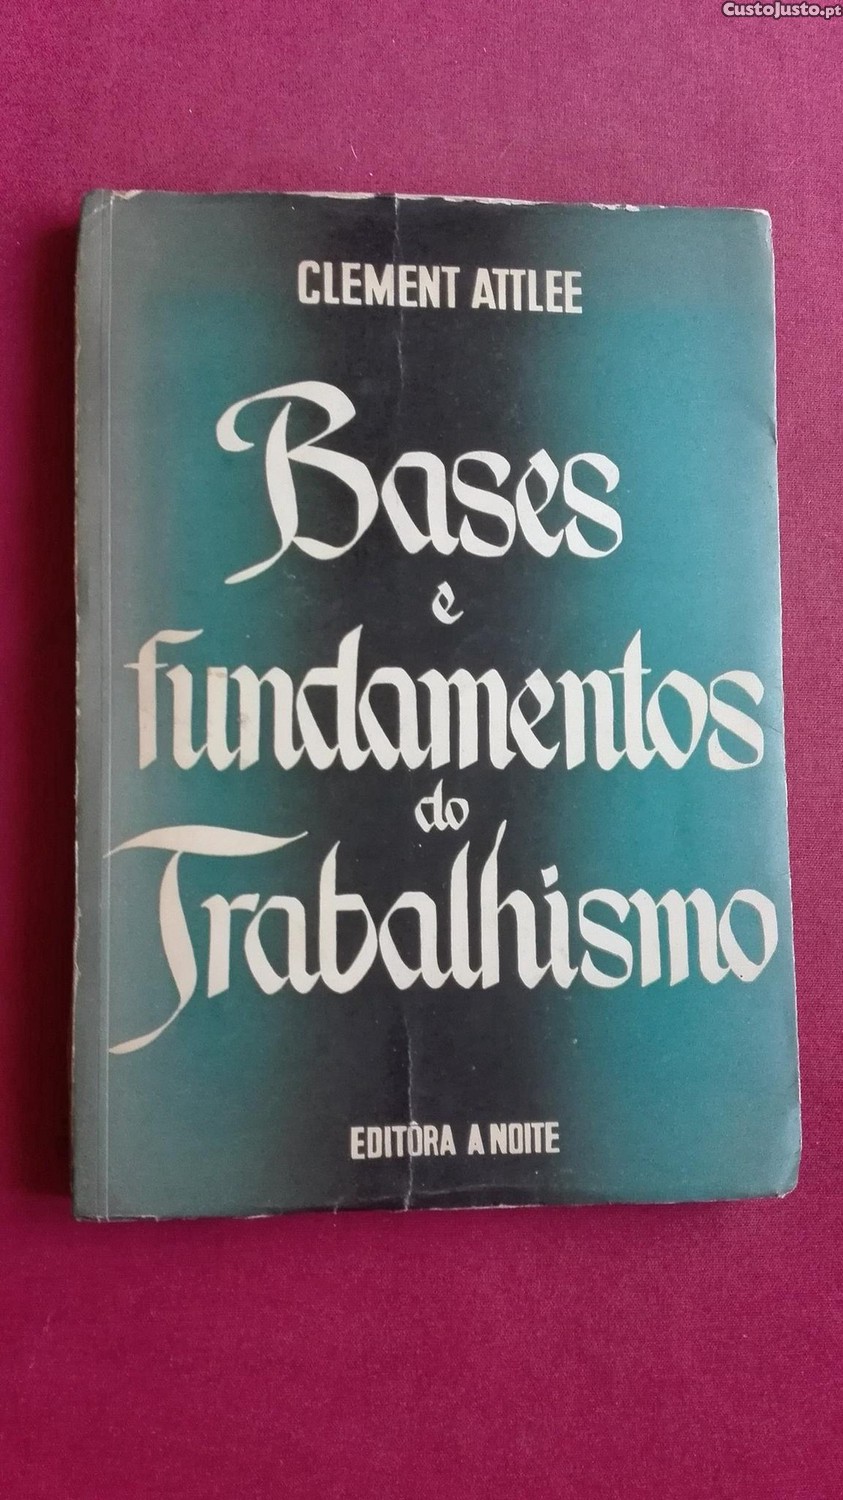 CustoJusto.pt
CLEMENT ATTLEE
Bases
e
fundamentos
do
Trabalhismo
EDITÔRA A NOITE